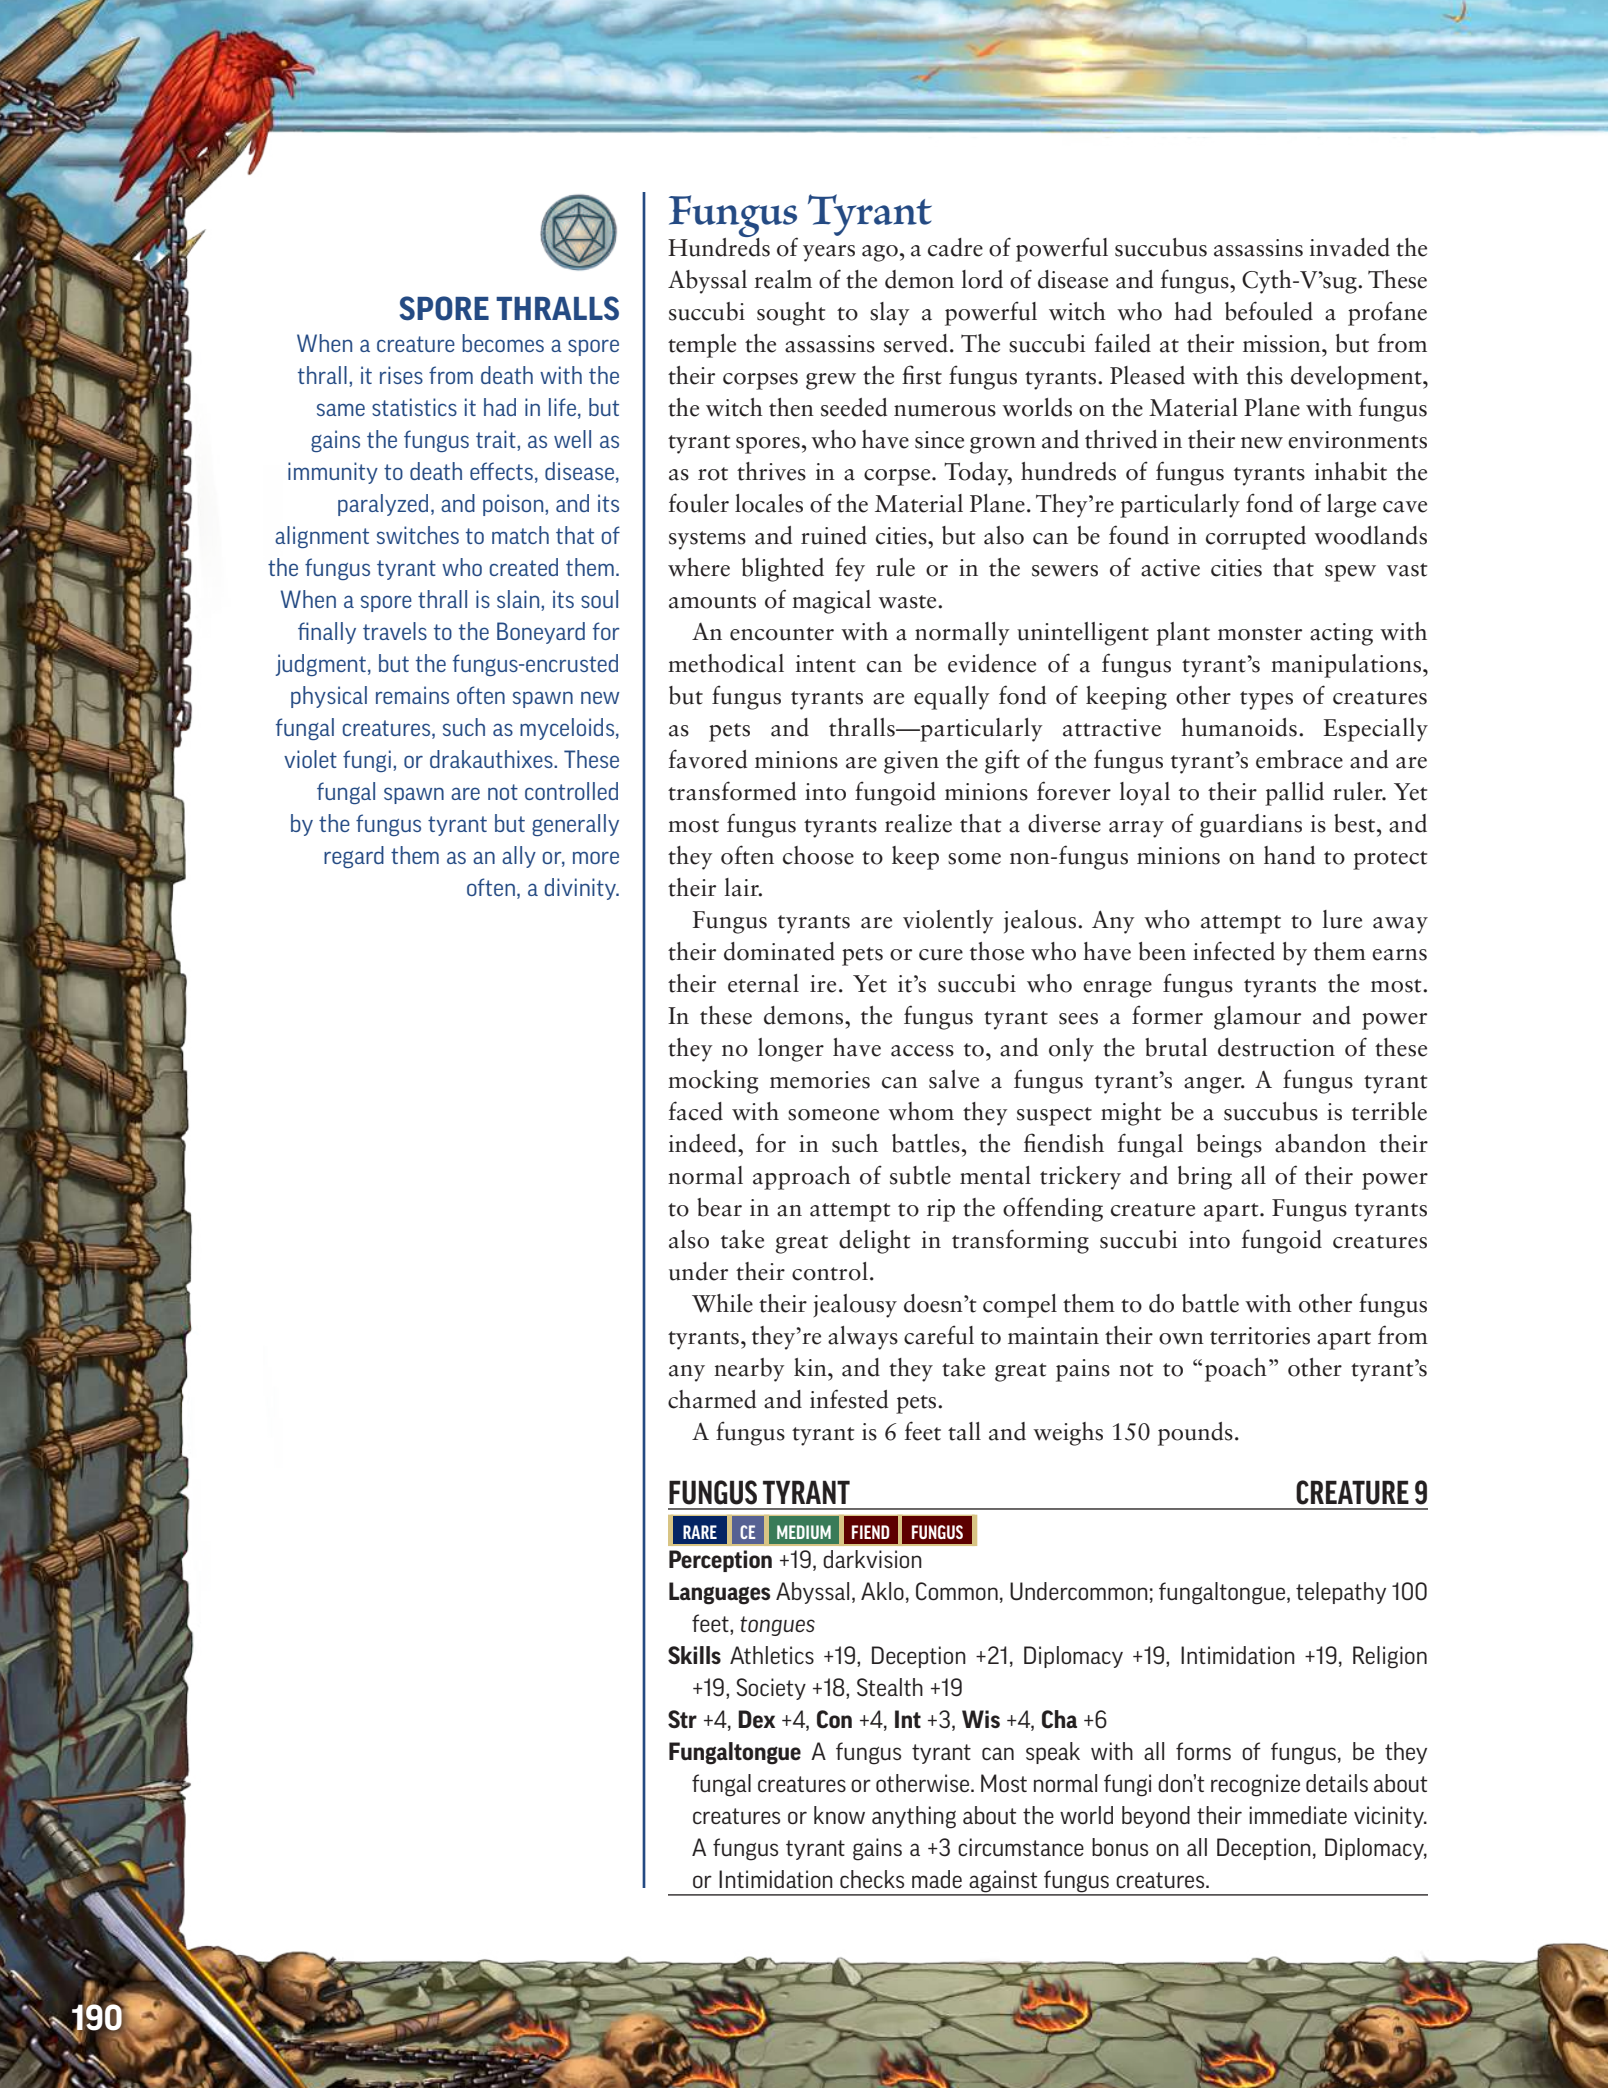 SPORE THRALLS
When a creature becomes a spore
thrall, it rises from death with the
same statistics it had in life, but
gains the fungus trait, as well as
immunity to death effects, disease,
paralyzed, and poison, and its
alignment switches to match that of
the fungus tyrant who created them.
When a spore thrall is slain, its soul
finally travels to the Boneyard for
judgment, but the fungus-encrusted
physical remains often spawn new
fungal creatures, such as myceloids,
violet fungi, or drakauthixes. These
fungal spawn are not controlled
by the fungus tyrant but generally
regard them as an ally or, more
often, a divinity.
Fungus Tyrant
Hundreds of years ago, a cadre of powerful succubus assassins invaded the
Abyssal realm of the demon lord of disease and fungus, Cyth-V’sug. These
succubi sought to slay a powerful witch who had befouled a profane
temple the assassins served. The succubi failed at their mission, but from
their corpses grew the first fungus tyrants. Pleased with this development,
the witch then seeded numerous worlds on the Material Plane with fungus
tyrant spores, who have since grown and thrived in their new environments
as rot thrives in a corpse. Today, hundreds of fungus tyrants inhabit the
fouler locales of the Material Plane. They’re particularly fond of large cave
systems and ruined cities, but also can be found in corrupted woodlands
where blighted fey rule or in the sewers of active cities that spew vast
amounts of magical waste.
An encounter with a normally unintelligent plant monster acting with
methodical intent can be evidence of a fungus tyrant’s manipulations,
but fungus tyrants are equally fond of keeping other types of creatures
as pets and thralls—particularly attractive humanoids. Especially
favored minions are given the gift of the fungus tyrant’s embrace and are
transformed into fungoid minions forever loyal to their pallid ruler. Yet
most fungus tyrants realize that a diverse array of guardians is best, and
they often choose to keep some non-fungus minions on hand to protect
their lair.
Fungus tyrants are violently jealous. Any who attempt to lure away
their dominated pets or cure those who have been infected by them earns
their eternal ire. Yet it’s succubi who enrage fungus tyrants the most.
In these demons, the fungus tyrant sees a former glamour and power
they no longer have access to, and only the brutal destruction of these
mocking memories can salve a fungus tyrant’s anger. A fungus tyrant
faced with someone whom they suspect might be a succubus is terrible
indeed, for in such battles, the fiendish fungal beings abandon their
normal approach of subtle mental trickery and bring all of their power
to bear in an attempt to rip the offending creature apart. Fungus tyrants
also take great delight in transforming succubi into fungoid creatures
under their control.
While their jealousy doesn’t compel them to do battle with other fungus
tyrants, they’re always careful to maintain their own territories apart from
any nearby kin, and they take great pains not to “poach” other tyrant’s
charmed and infested pets.
A fungus tyrant is 6 feet tall and weighs 150 pounds.
FUNGUS TYRANT CREATURE 9
RARE CE MEDIUM FIEND FUNGUS
Perception +19, darkvision
Languages Abyssal, Aklo, Common, Undercommon; fungaltongue, telepathy 100
feet, tongues
Skills Athletics +19, Deception +21, Diplomacy +19, Intimidation +19, Religion
+19, Society +18, Stealth +19
Str +4, Dex +4, Con +4, Int +3, Wis +4, Cha +6
Fungaltongue A fungus tyrant can speak with all forms of fungus, be they
fungal creatures or otherwise. Most normal fungi don’t recognize details about
creatures or know anything about the world beyond their immediate vicinity.
A fungus tyrant gains a +3 circumstance bonus on all Deception, Diplomacy,
or Intimidation checks made against fungus creatures.
190